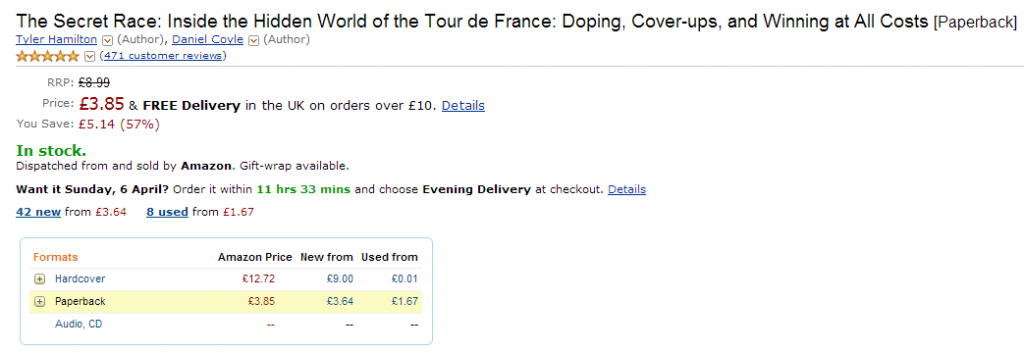 The Secret Race: Inside the Hidden World of the Tour de France: Doping, Cover-ups, and Winning at All Costs [Paperback]
Tyler Hamilton (Author), Daniel Coyle (Author)
(471 customer reviews)
RRP: £8.99
Price: £3.85 & FREE Delivery in the UK on orders over £10. Details
You Save: £5.14 (57%)
In stock.
Dispatched from and sold by Amazon. Gift-wrap available.
Want it Sunday, 6 April? Order it within 11 hrs 33 mins and choose Evening Delivery at checkout. Details
42 new from £3.64 8 used from £1.67
Formats Amazon Price New from Used from
Hardcover £12.72 £9.00 £0.01
Paperback £3.85 £3.64 £1.67
Audio, CD -- -- --